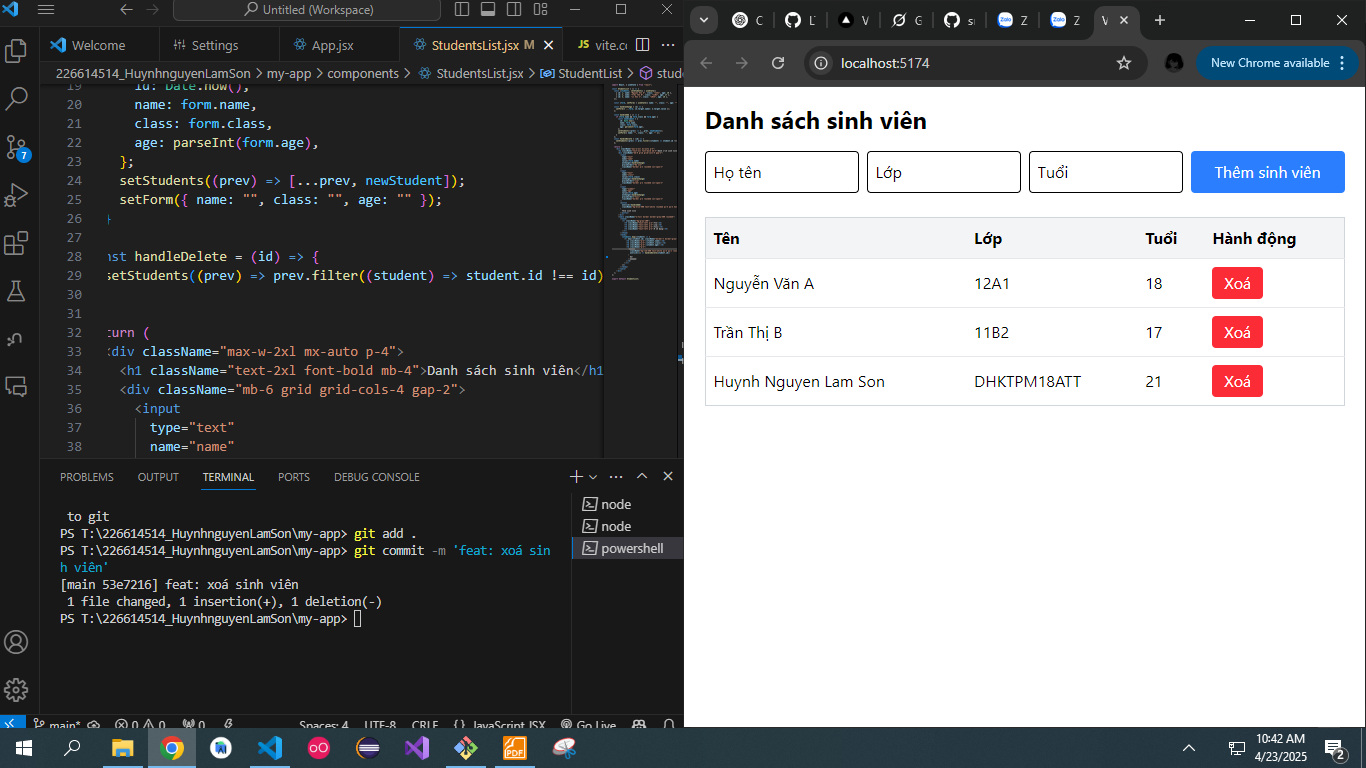 Untitled (Workspace)
Welcome
Settings
App.jsx
StudentsList.jsx M
JS vite.c
226614514_HuynhnguyenLamSon > my-app > components > StudentsList.jsx > StudentList > stude
19 id: Date.now(),
20 name: form.name,
21 class: form.class,
22 age: parseInt(form.age),
23 };
24 setStudents((prev) => [...prev, newStudent]);
25 setForm({ name: "", class: "", age: "" });
26 }
27
28 nst handleDelete = (id) => {
29 setStudents((prev) => prev.filter((student) => student.id !== id)
30
31
32 turn (
33 <div className="max-w-2xl mx-auto p-4">
34 <h1 className="text-2xl font-bold mb-4">Danh sách sinh viên</h1
35 <div className="mb-6 grid grid-cols-4 gap-2">
36 <input
37 type="text"
38 name="name"
7
PROBLEMS OUTPUT TERMINAL PORTS DEBUG CONSOLE
to git
PS T:\226614514_HuynhnguyenLamSon\my-app> git add .
PS T:\226614514_HuynhnguyenLamSon\my-app> git commit -m 'feat: xoá sin
h viên'
[main 53e7216] feat: xoá sinh viên
1 file changed, 1 insertion(+), 1 deletion(-)
PS T:\226614514_HuynhnguyenLamSon\my-app>
node
node
powershell
main* 0 0 0 Spaces: 4 UTF-8 CRLF {} JavaScript JSX Go Live
C
L
V
G
s
Z
Z
V
localhost:5174
New Chrome available
Danh sách sinh viên
Họ tên Lớp Tuổi Thêm sinh viên
Tên Lớp Tuổi Hành động
Nguyễn Văn A 12A1 18 Xoá
Trần Thị B 11B2 17 Xoá
Huynh Nguyen Lam Son DHKTPM18ATT 21 Xoá
PDF
10:42 AM
4/23/2025
2